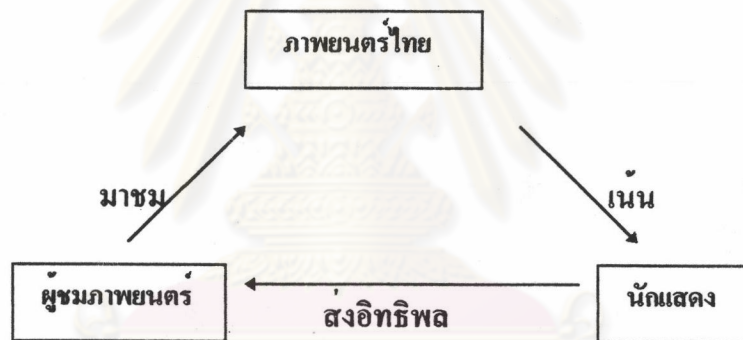 ภาพยนตร์ไทย
มาชม
เน้น
ผู้ชมภาพยนตร์
ส่งอิทธิพล
นักแสดง